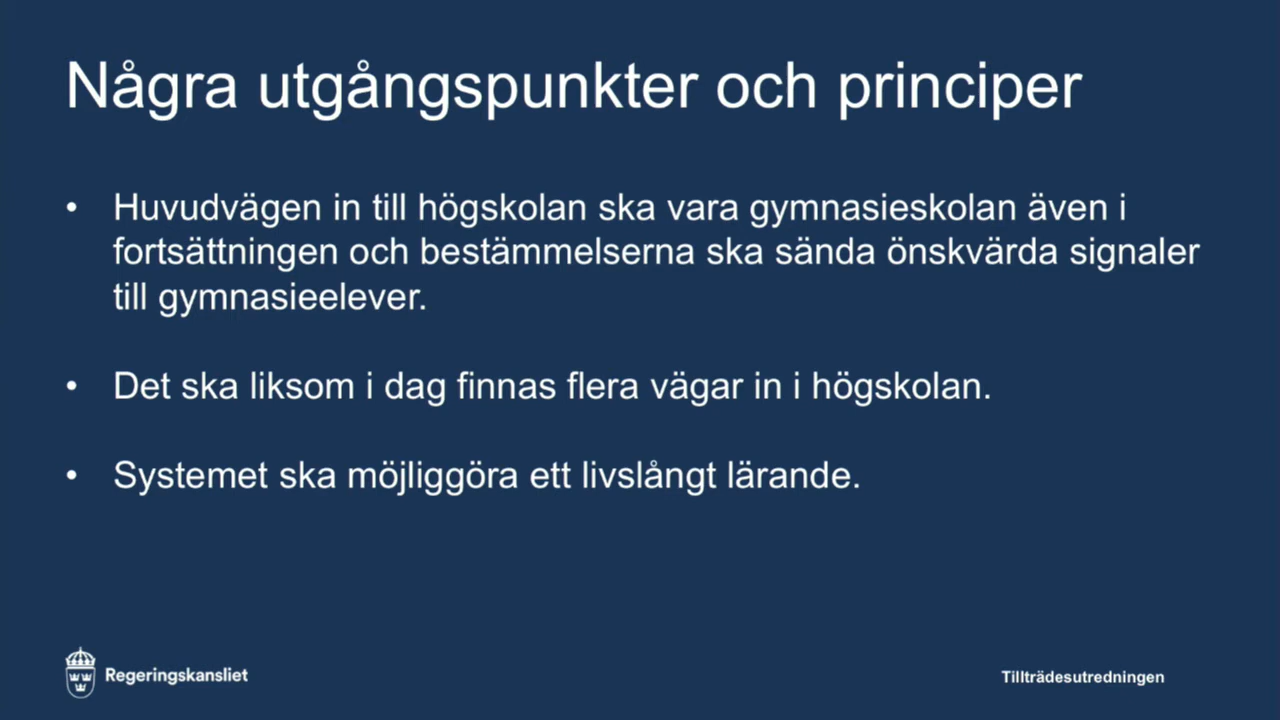 Några utgångspunkter och principer
• Huvudvägen in till högskolan ska vara gymnasieskolan även i
fortsättningen och bestämmelserna ska sända önskvärda signaler
till gymnasieelever.
• Det ska liksom i dag finnas flera vägar in i högskolan.
• Systemet ska möjliggöra ett livslångt lärande.
Regeringskansliet
Tillträdesutredningen